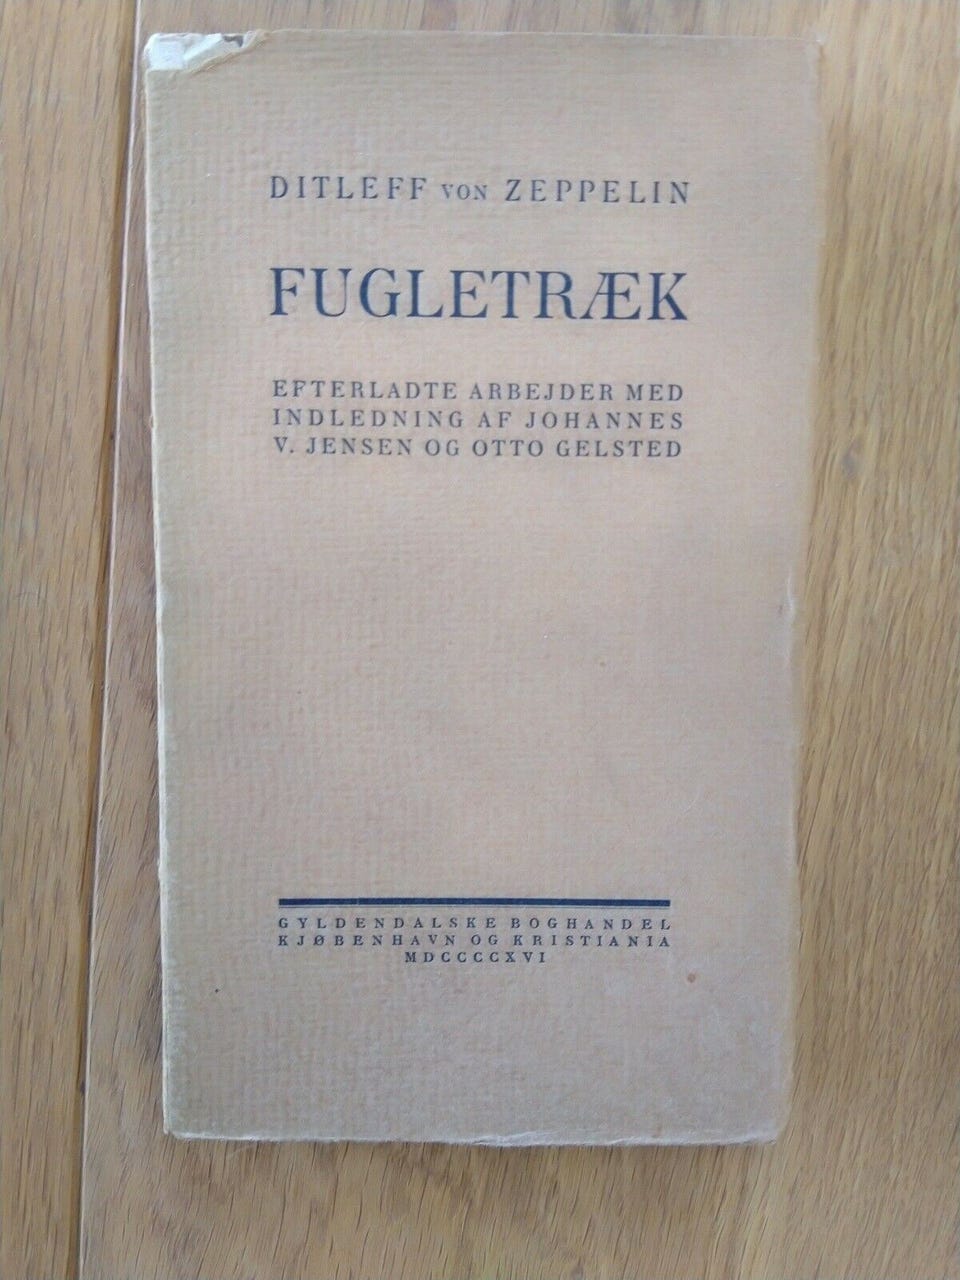 DITLEFF VON ZEPPELIN
FUGLETRÆK
EFTERLADTE ARBEJDER MED
INDLEDNING AF JOHANNES
V. JENSEN OG OTTO GELSTED
GYLDENDALSKE BOGHANDEL
KJØBENHAVN OG KRISTIANIA
MDCCCCXVI